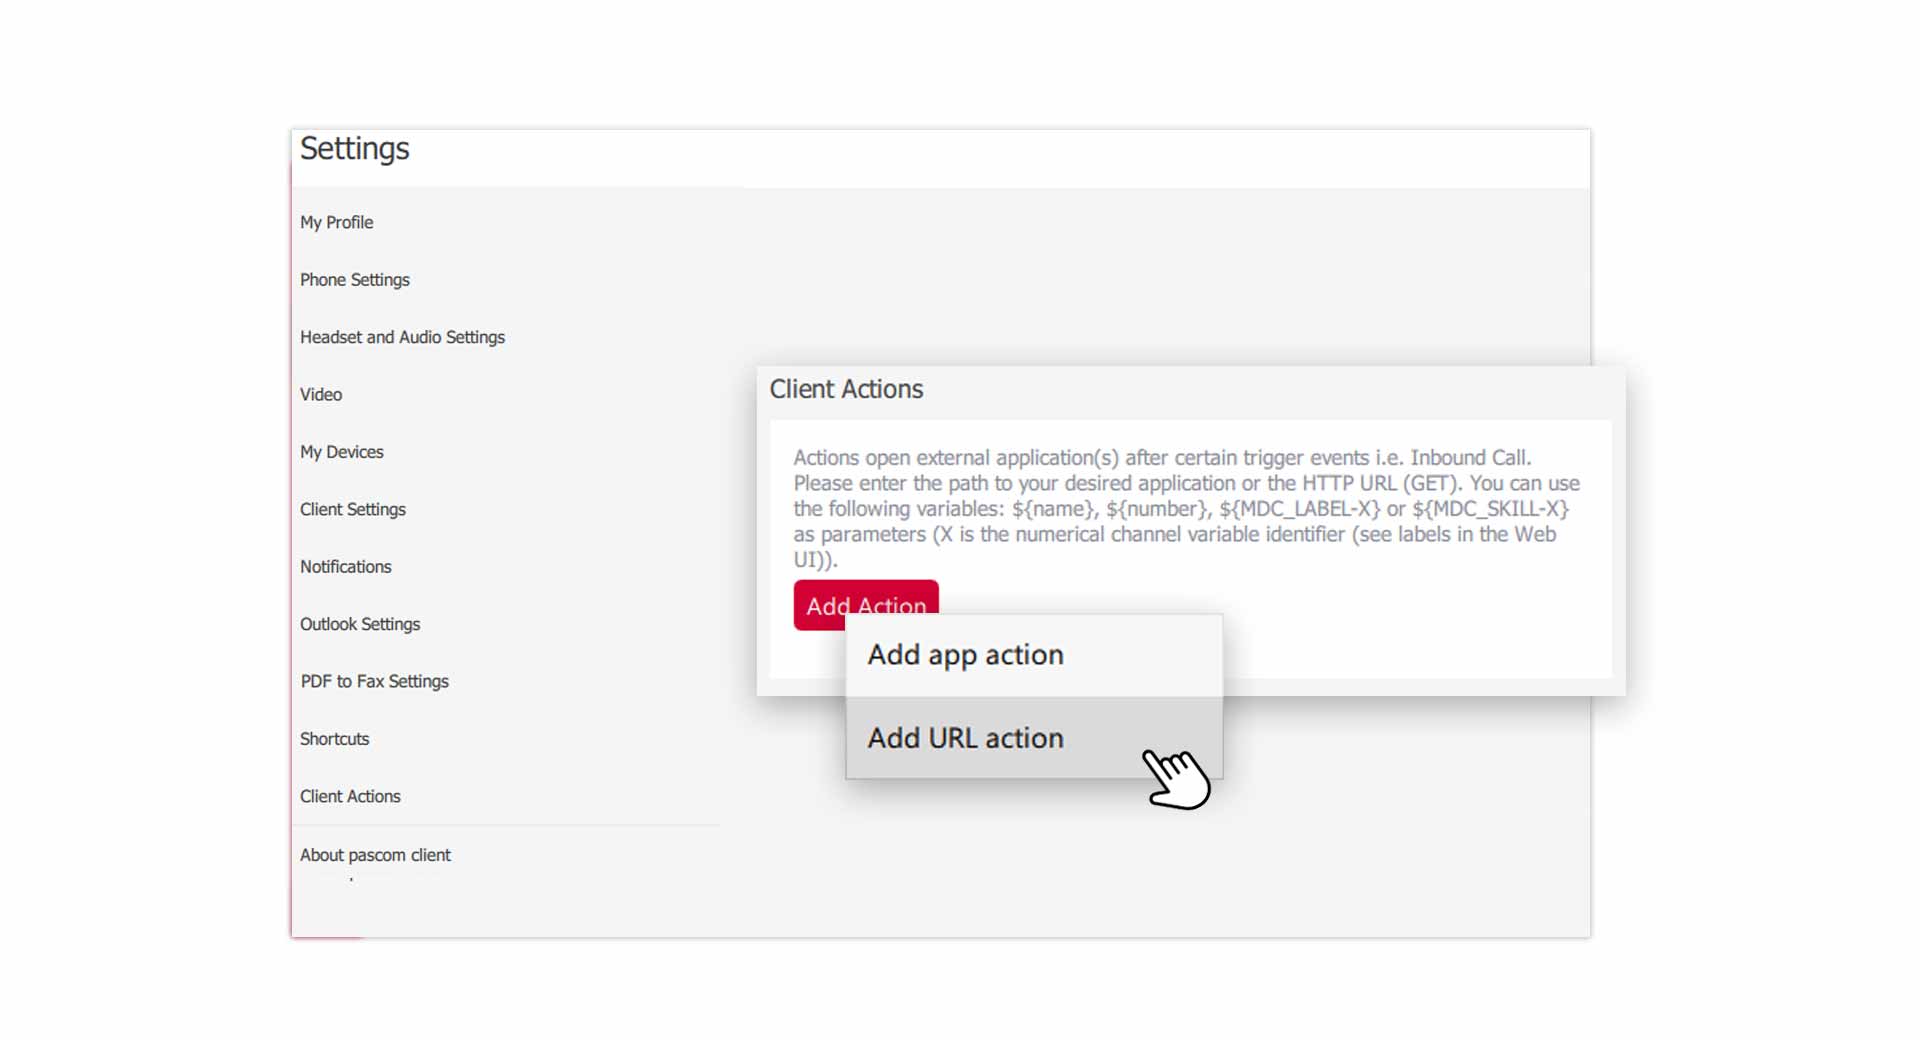 Settings
My Profile
Phone Settings
Headset and Audio Settings
Video
My Devices
Client Settings
Notifications
Outlook Settings
PDF to Fax Settings
Shortcuts
Client Actions
About pascom client
Client Actions
Actions open external application(s) after certain trigger events i.e. Inbound Call.
Please enter the path to your desired application or the HTTP URL (GET). You can use
the following variables: ${name}, ${number}, ${MDC_LABEL-X} or ${MDC_SKILL-X}
as parameters (X is the numerical channel variable identifier (see labels in the Web
UI)).
Add Action
Add app action
Add URL action